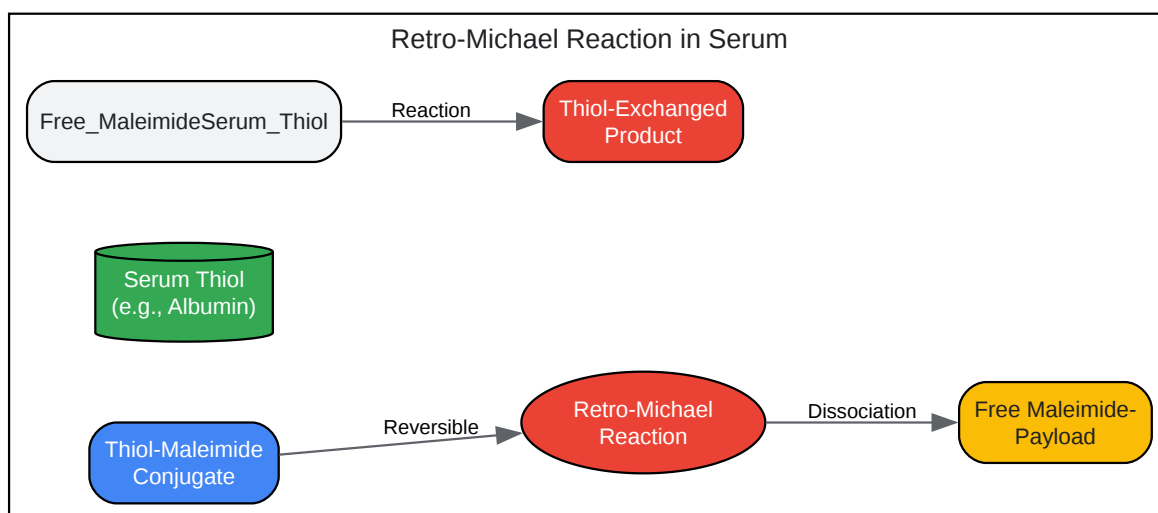 Retro-Michael Reaction in Serum
Free_MaleimideSerum_Thiol
Reaction
Thiol-Exchanged
Product
Serum Thiol
(e.g., Albumin)
Thiol-Maleimide
Conjugate
Reversible
Retro-Michael
Reaction
Dissociation
Free Maleimide-
Payload